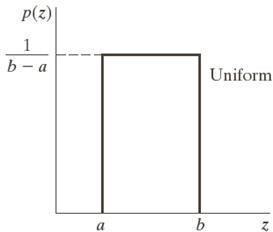 p(z)
1
b − a
Uniform
a b z